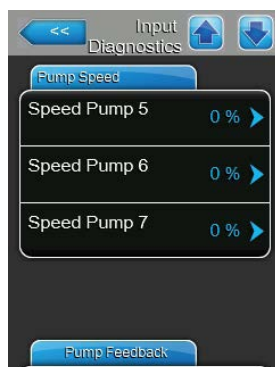 << Input
Diagnostics
Pump Speed
Speed Pump 5 0 %
Speed Pump 6 0 %
Speed Pump 7 0 %
Pump Feedback